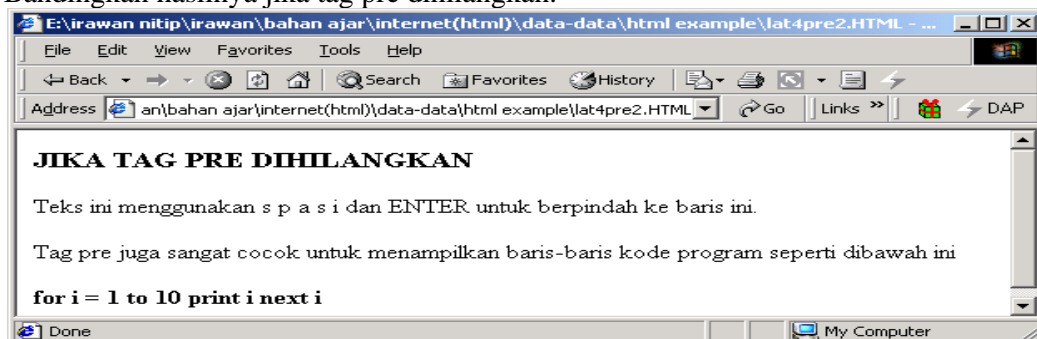 Bandingkan hasilnya jika tag pre dihilangkan.
E:\irawan nitip\irawan\bahan ajar\internet(html)\data-data\html example\lat4pre2.HTML - ...
File Edit View Favorites Tools Help
Back Search Favorites History
Address an\bahan ajar\internet(html)\data-data\html example\lat4pre2.HTML Go Links » DAP
JIKA TAG PRE DIHILANGKAN
Teks ini menggunakan s p a s i dan ENTER untuk berpindah ke baris ini.
Tag pre juga sangat cocok untuk menampilkan baris-baris kode program seperti dibawah ini
for i = 1 to 10 print i next i
Done My Computer